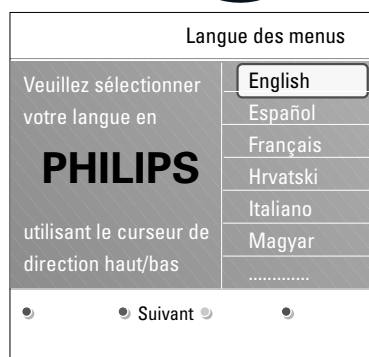 Langue des menus
Veuillez sélectionner
votre langue en
PHILIPS
utilisant le curseur de
direction haut/bas
English
Español
Français
Hrvatski
Italiano
Magyar
.............
Suivant